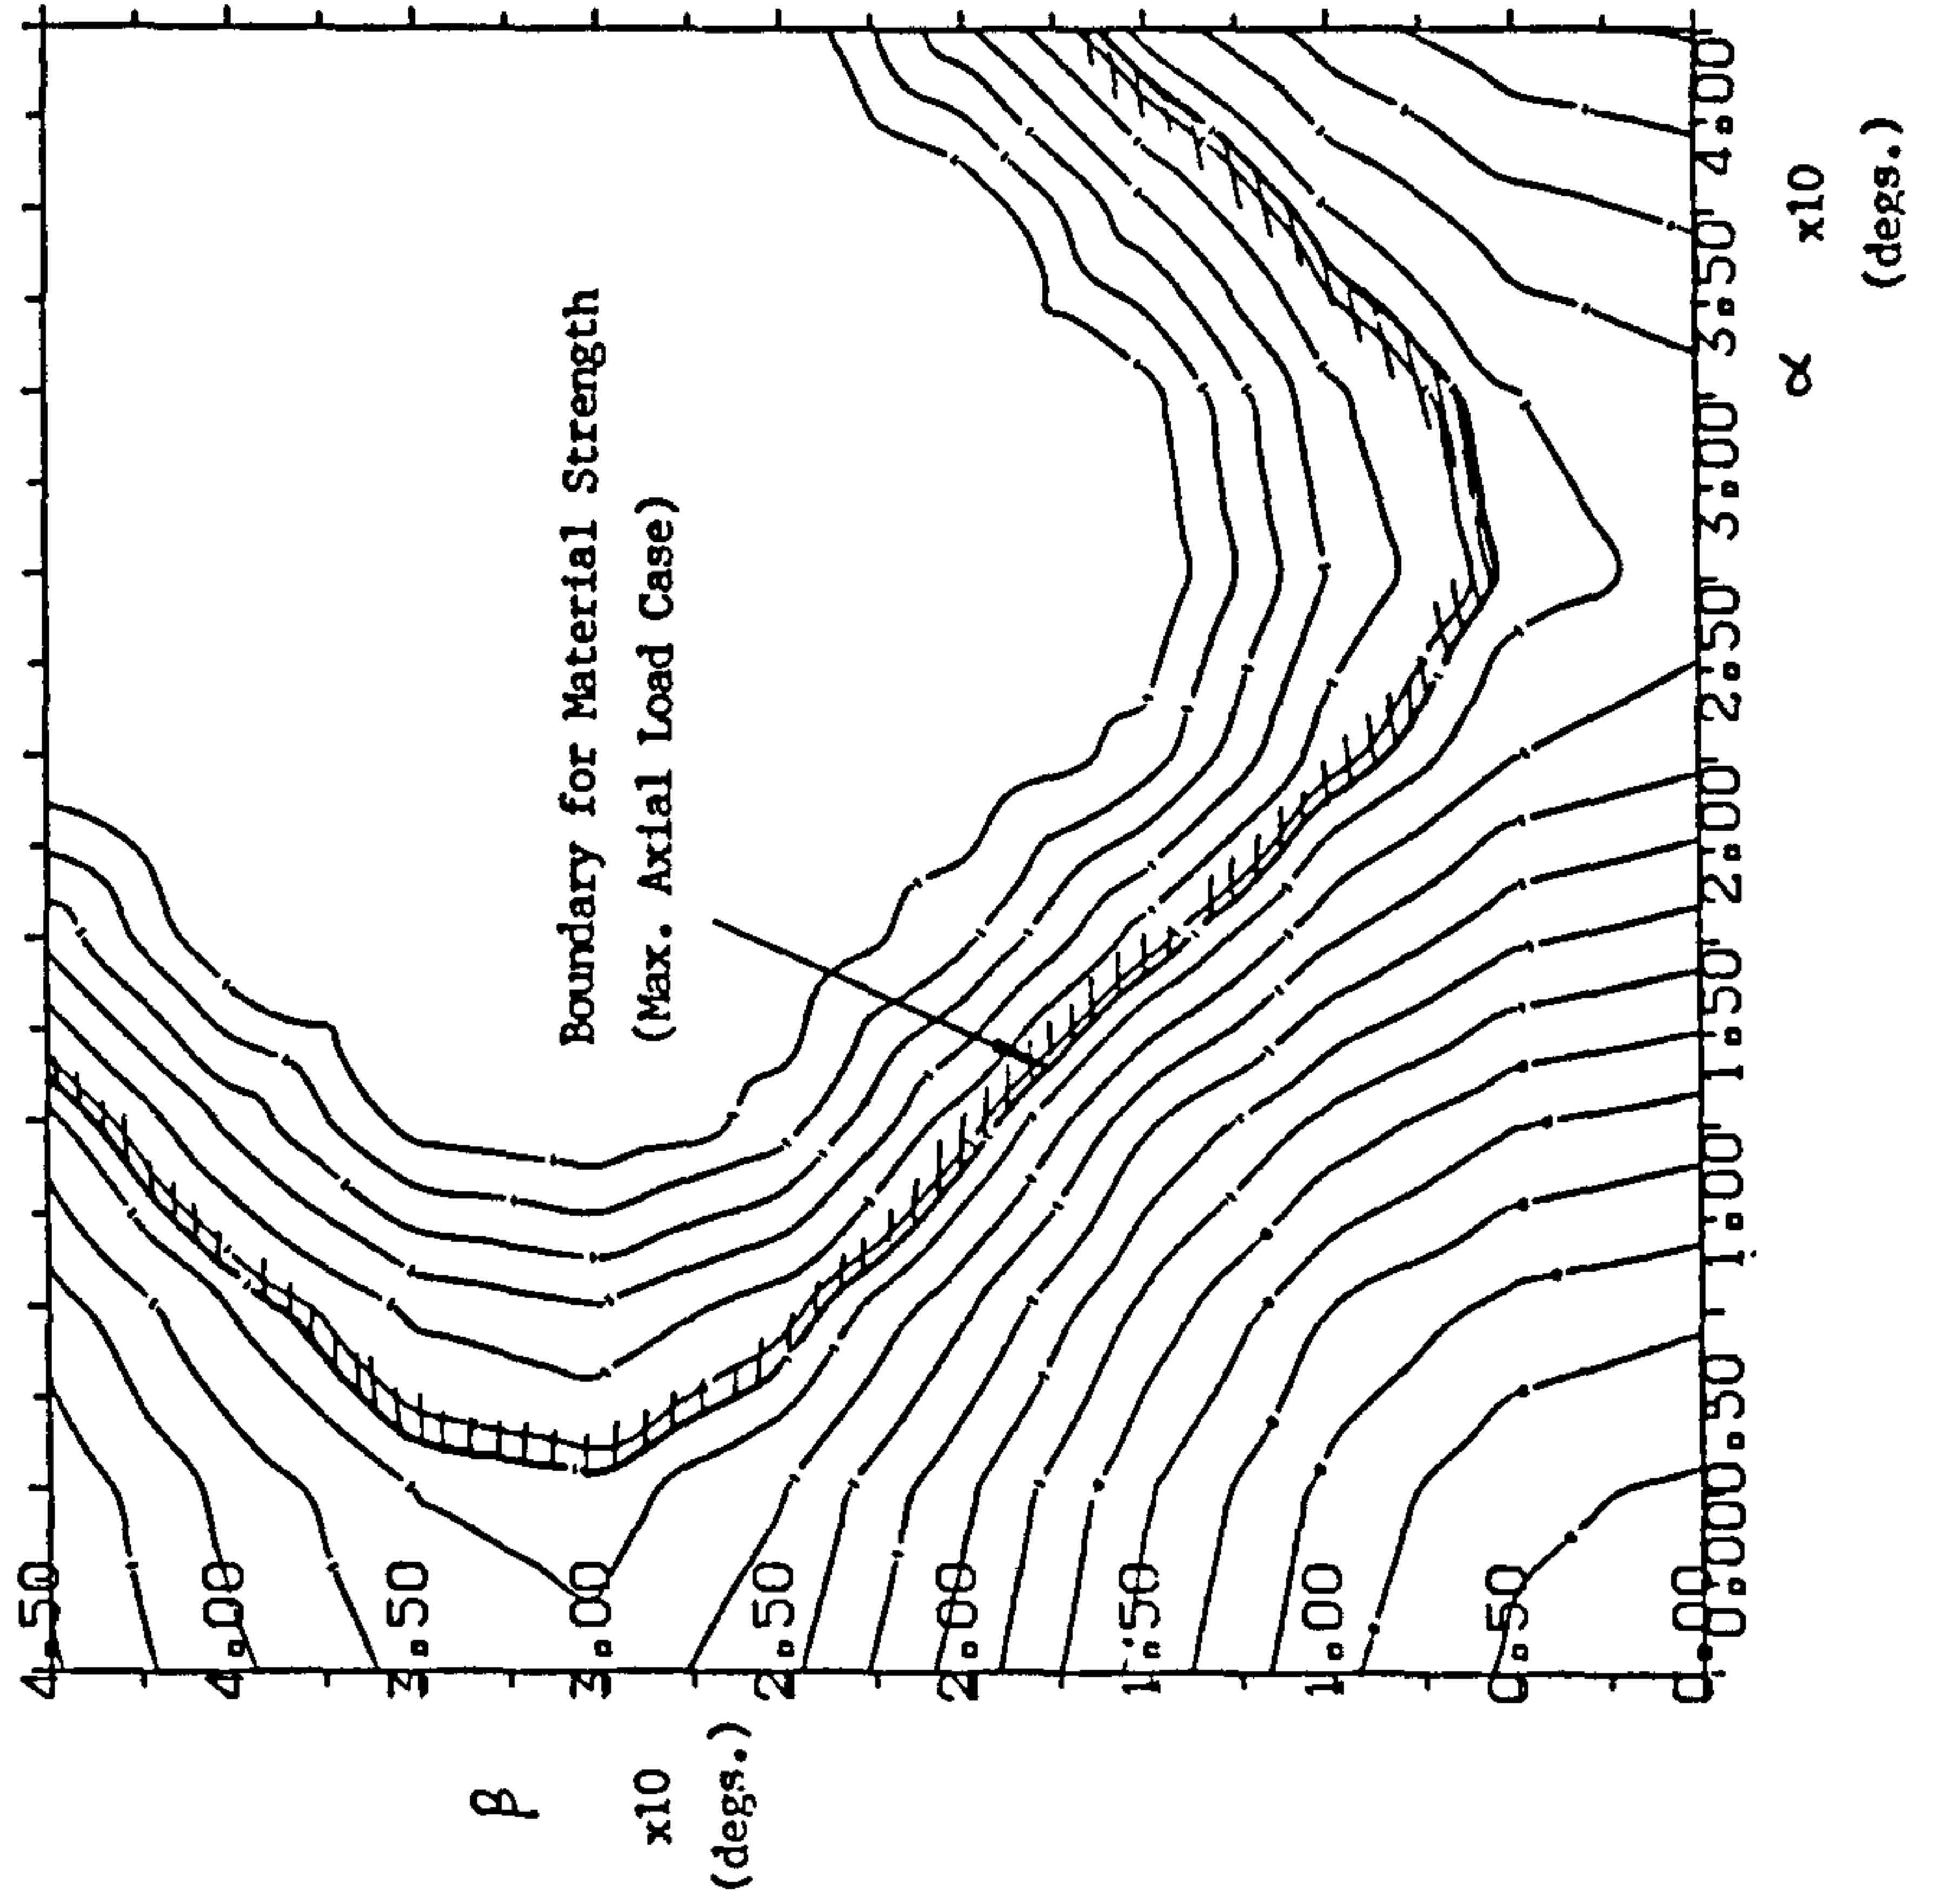 4.50
4.00
3.50
3.00
2.50
2.00
1.50
1.00
0.50
0.00
β
x10
(degs.)
Boundary for Material Strength
(Max. Axial Load Case)
0.00 0.50 1.00 1.50 2.00 2.50 3.00 3.50 4.00
α
x10
(degs.)